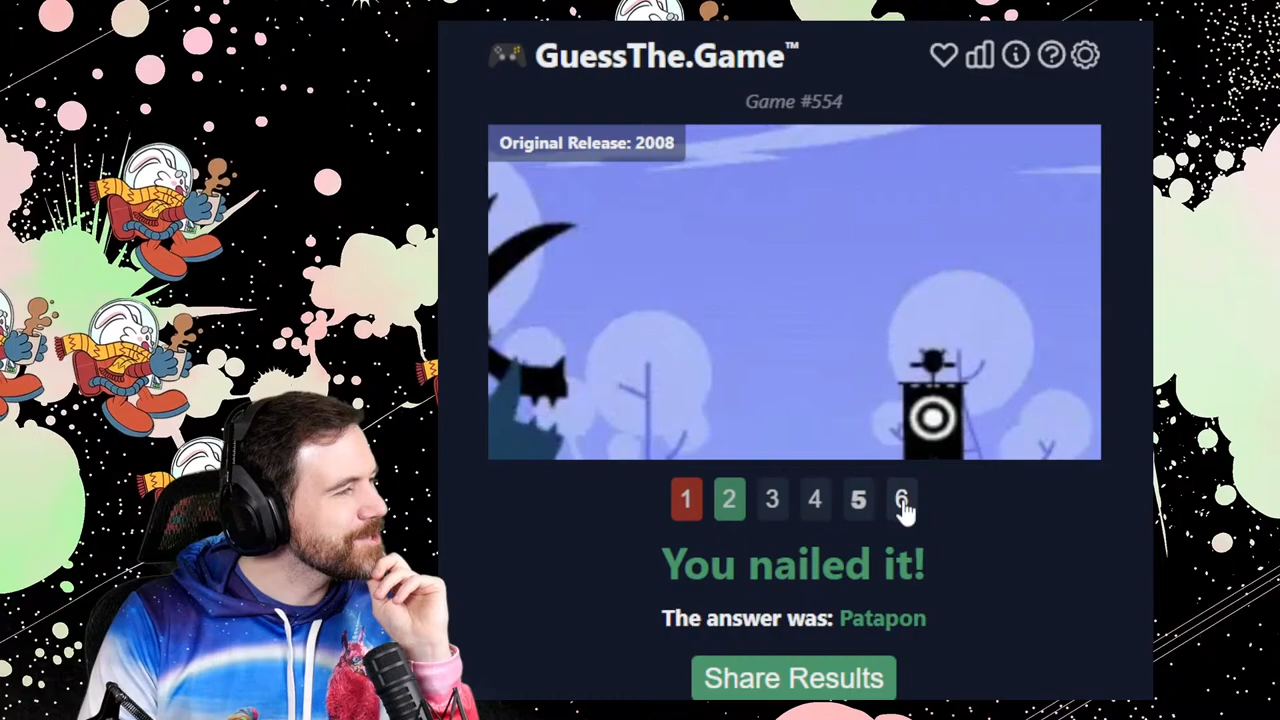 GuessThe.Game™
Game #554
Original Release: 2008
1 2 3 4 5 6
You nailed it!
The answer was: Patapon
Share Results